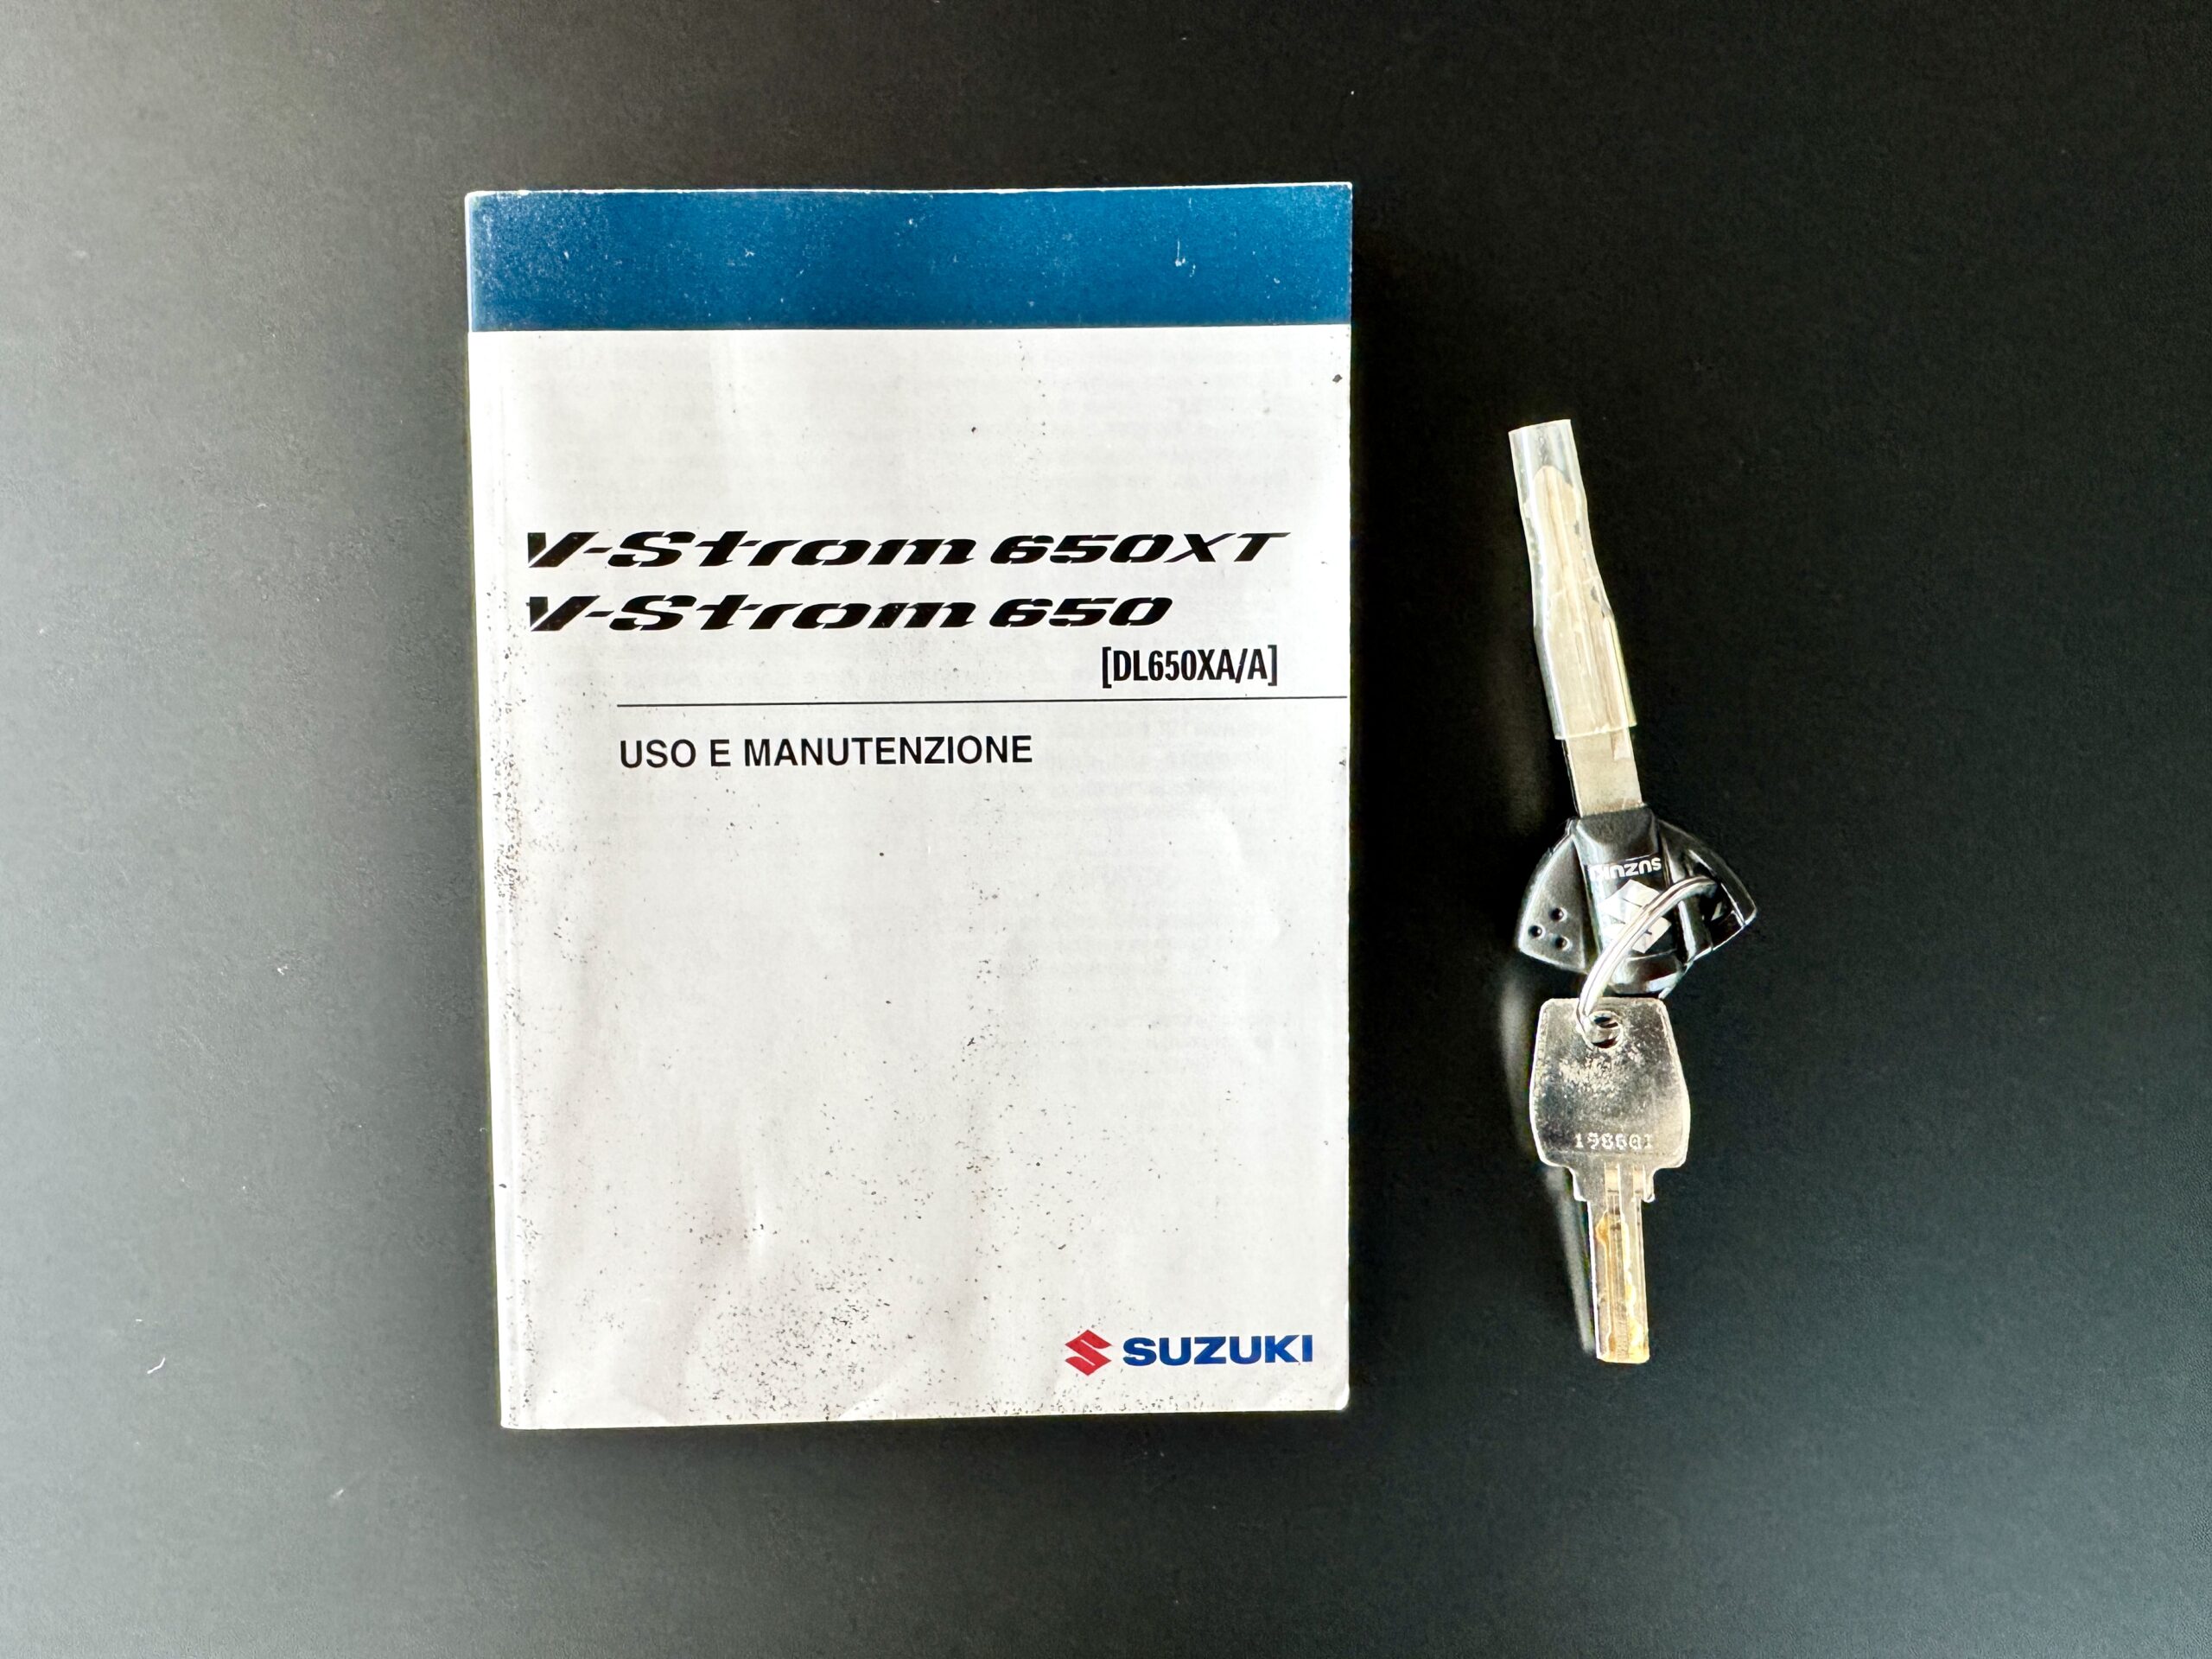 V-Strom 650XT
V-Strom 650
[DL650XA/A]
USO E MANUTENZIONE
SUZUKI
SUZUKI